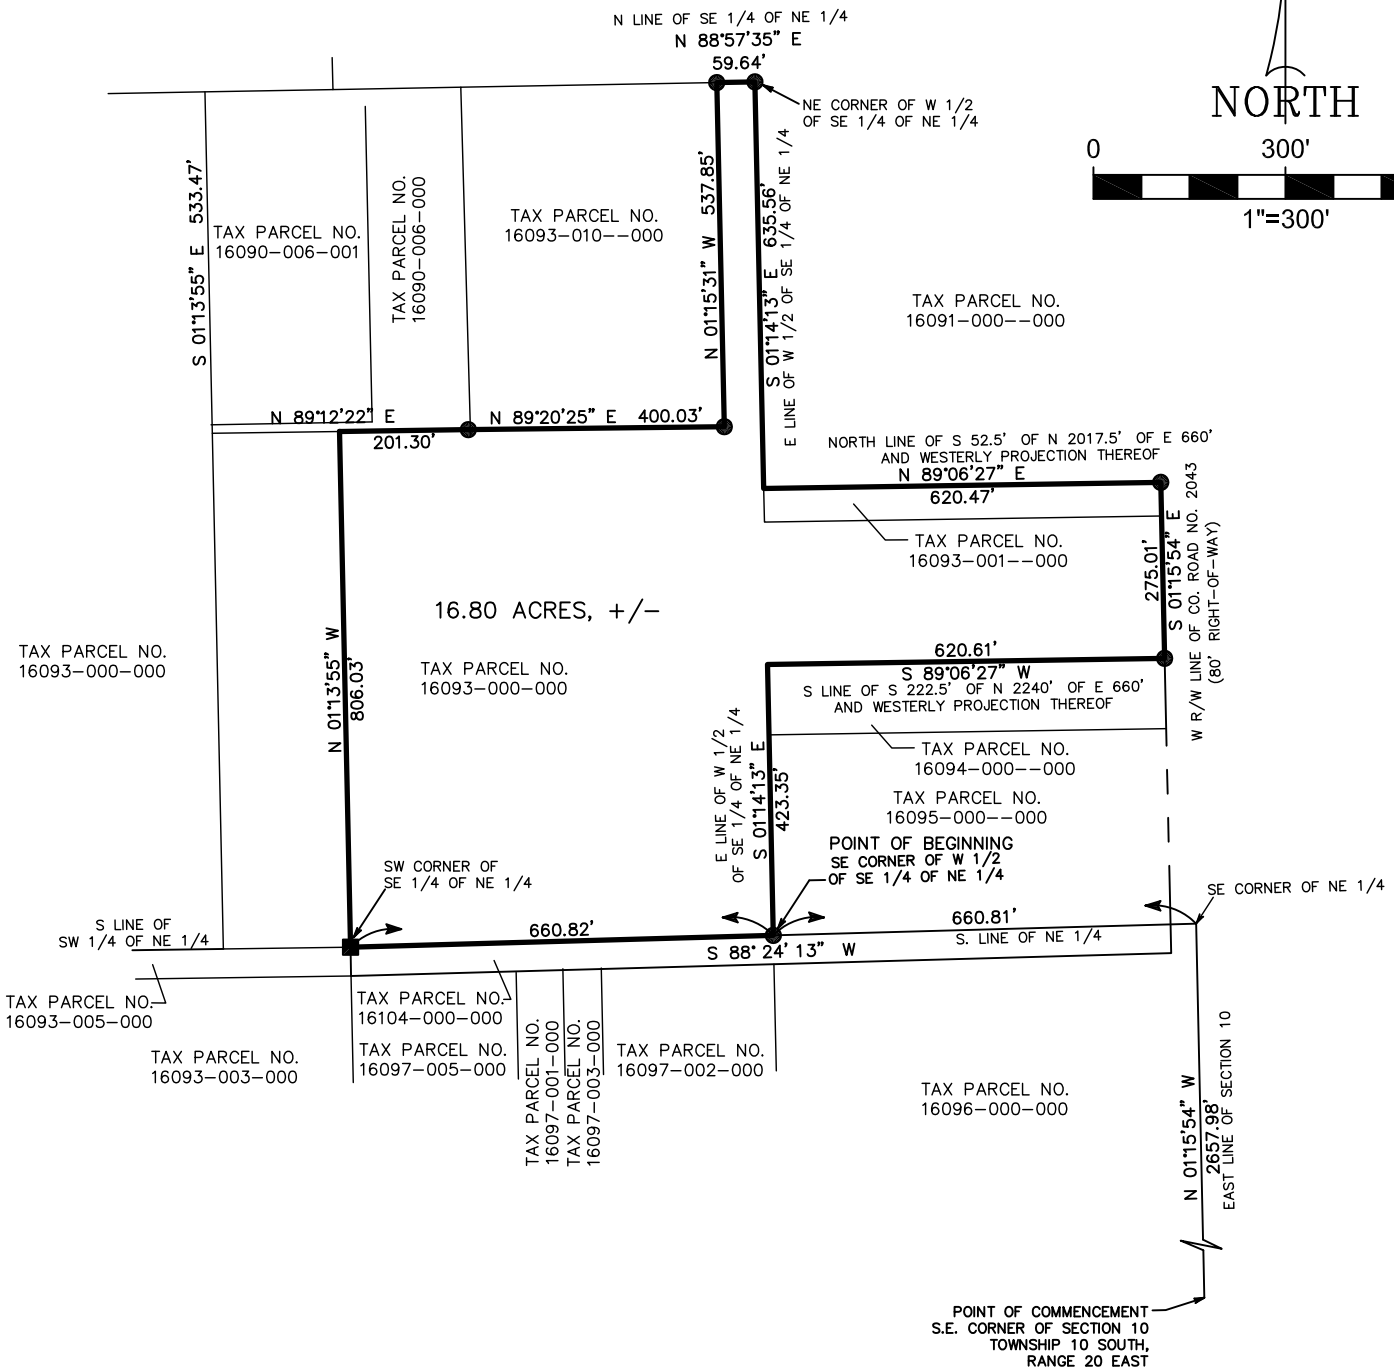 N LINE OF SE 1/4 OF NE 1/4
N 88°57'35" E
59.64'
NE CORNER OF W 1/2
OF SE 1/4 OF NE 1/4
NORTH
0 300'
1"=300'
S 01°13'55" E 533.47'
TAX PARCEL NO.
16090-006-001
TAX PARCEL NO.
16090-006-000
TAX PARCEL NO.
16093-010--000
N 01°15'31" W 537.85'
S 01°14'13" E 635.56'
E LINE OF W 1/2 OF SE 1/4 OF NE 1/4
TAX PARCEL NO.
16091-000--000
N 89°12'22" E
201.30'
N 89°20'25" E 400.03'
NORTH LINE OF S 52.5' OF N 2017.5' OF E 660'
AND WESTERLY PROJECTION THEREOF
N 89°06'27" E
620.47'
TAX PARCEL NO.
16093-001--000
275.01'
S 01°15'54" E
W R/W LINE OF CO. ROAD NO. 2043
(80' RIGHT-OF-WAY)
16.80 ACRES, +/-
TAX PARCEL NO.
16093-000-000
TAX PARCEL NO.
16093-000-000
N 01°13'55" W
806.03'
620.61'
S 89°06'27" W
S LINE OF S 222.5' OF N 2240' OF E 660'
AND WESTERLY PROJECTION THEREOF
TAX PARCEL NO.
16094-000--000
TAX PARCEL NO.
16095-000--000
E LINE OF W 1/2
OF SE 1/4 OF NE 1/4
S 01°14'13" E
423.35'
POINT OF BEGINNING
SE CORNER OF W 1/2
OF SE 1/4 OF NE 1/4
SW CORNER OF
SE 1/4 OF NE 1/4
SE CORNER OF NE 1/4
S LINE OF
SW 1/4 OF NE 1/4
660.82'
660.81'
S 88° 24' 13" W
S. LINE OF NE 1/4
TAX PARCEL NO.
16093-005-000
TAX PARCEL NO.
16093-003-000
TAX PARCEL NO.
16104-000-000
TAX PARCEL NO.
16097-005-000
TAX PARCEL NO.
16097-001-000
TAX PARCEL NO.
16097-003-000
TAX PARCEL NO.
16097-002-000
TAX PARCEL NO.
16096-000-000
N 01°15'54" W
2657.98'
EAST LINE OF SECTION 10
POINT OF COMMENCEMENT
S.E. CORNER OF SECTION 10
TOWNSHIP 10 SOUTH,
RANGE 20 EAST